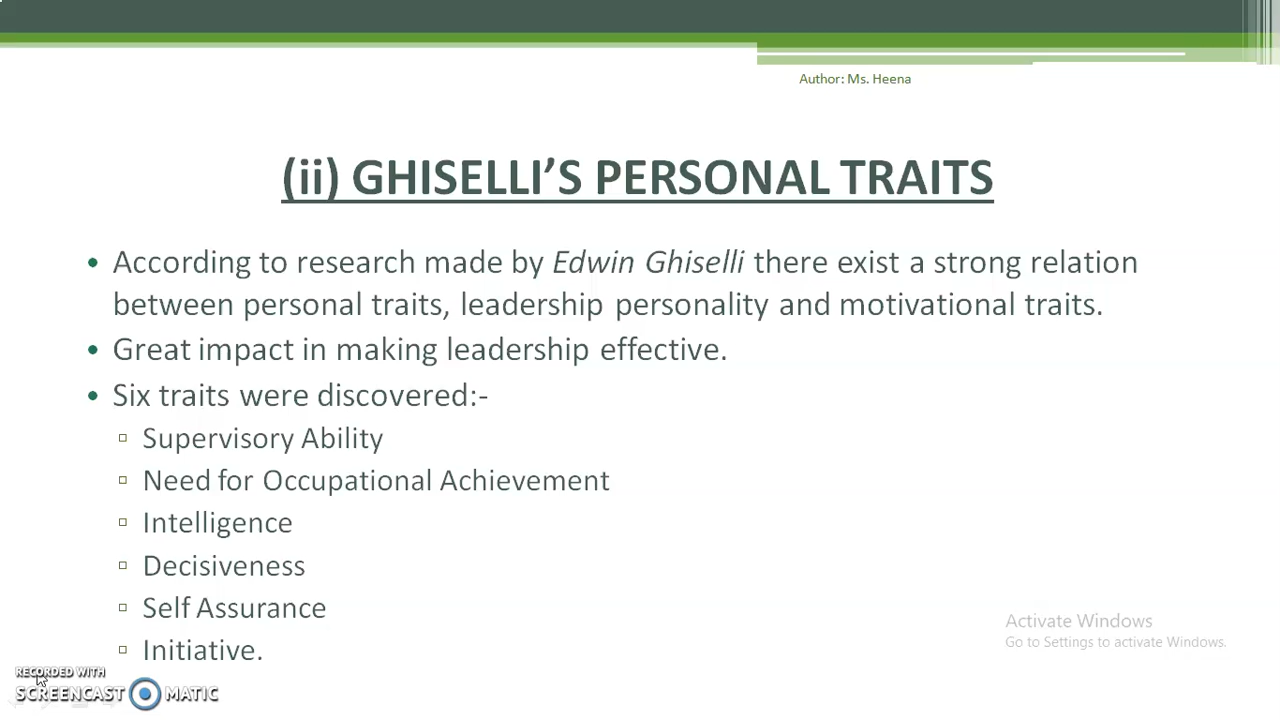 Author: Ms. Heena
(ii) GHISELLI’S PERSONAL TRAITS
• According to research made by Edwin Ghiselli there exist a strong relation
between personal traits, leadership personality and motivational traits.
• Great impact in making leadership effective.
• Six traits were discovered:-
▫ Supervisory Ability
▫ Need for Occupational Achievement
▫ Intelligence
▫ Decisiveness
▫ Self Assurance
▫ Initiative.
Activate Windows
Go to Settings to activate Windows.
RECORDED WITH
SCREENCAST MATIC